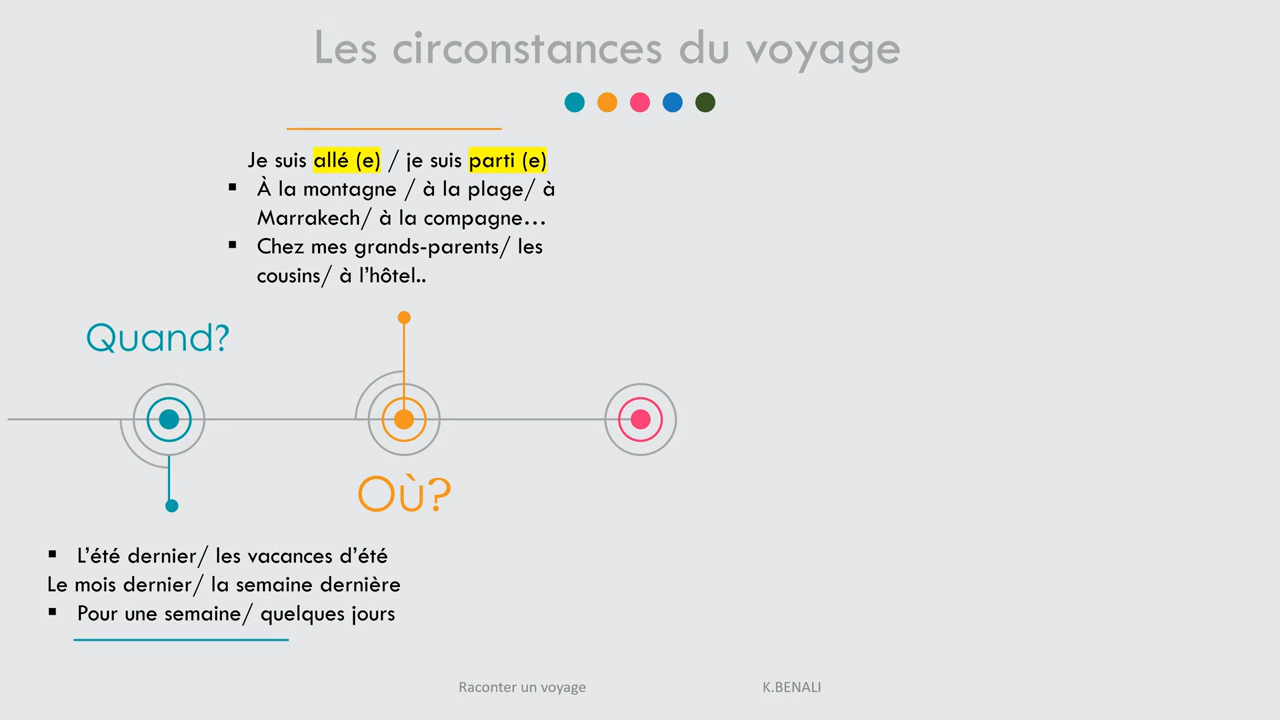 Les circonstances du voyage
Je suis allé (e) / je suis parti (e)
▪ À la montagne / à la plage/ à
Marrakech/ à la compagne…
▪ Chez mes grands-parents/ les
cousins/ à l'hôtel..
Quand?
Où?
▪ L'été dernier/ les vacances d'été
Le mois dernier/ la semaine dernière
▪ Pour une semaine/ quelques jours
Raconter un voyage
K.BENALI